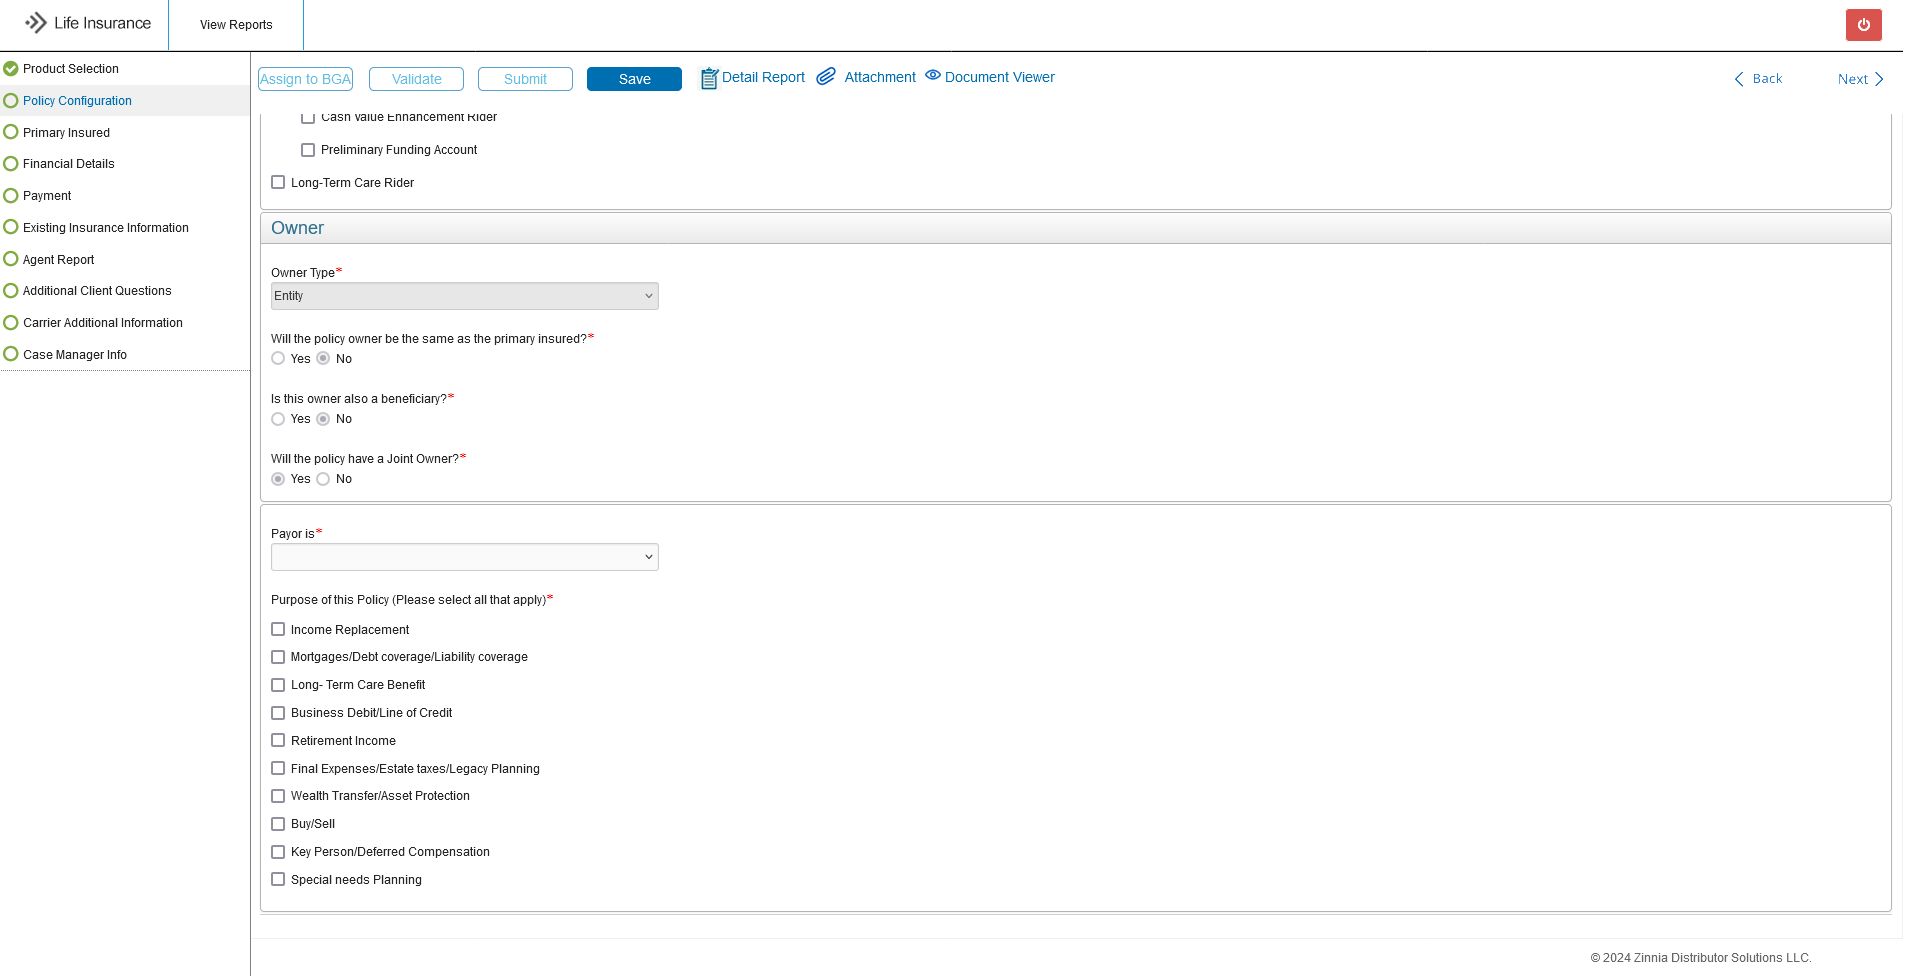 Life Insurance
View Reports
Product Selection
Policy Configuration
Primary Insured
Financial Details
Payment
Existing Insurance Information
Agent Report
Additional Client Questions
Carrier Additional Information
Case Manager Info
Assign to BGA
Validate
Submit
Save
Detail Report
Attachment
Document Viewer
Back
Next
Cash Value Enhancement Rider
Preliminary Funding Account
Long-Term Care Rider
Owner
Owner Type*
Entity
Will the policy owner be the same as the primary insured?*
Yes No
Is this owner also a beneficiary?*
Yes No
Will the policy have a Joint Owner?*
Yes No
Payor is*
Purpose of this Policy (Please select all that apply)*
Income Replacement
Mortgages/Debt coverage/Liability coverage
Long- Term Care Benefit
Business Debit/Line of Credit
Retirement Income
Final Expenses/Estate taxes/Legacy Planning
Wealth Transfer/Asset Protection
Buy/Sell
Key Person/Deferred Compensation
Special needs Planning
© 2024 Zinnia Distributor Solutions LLC.